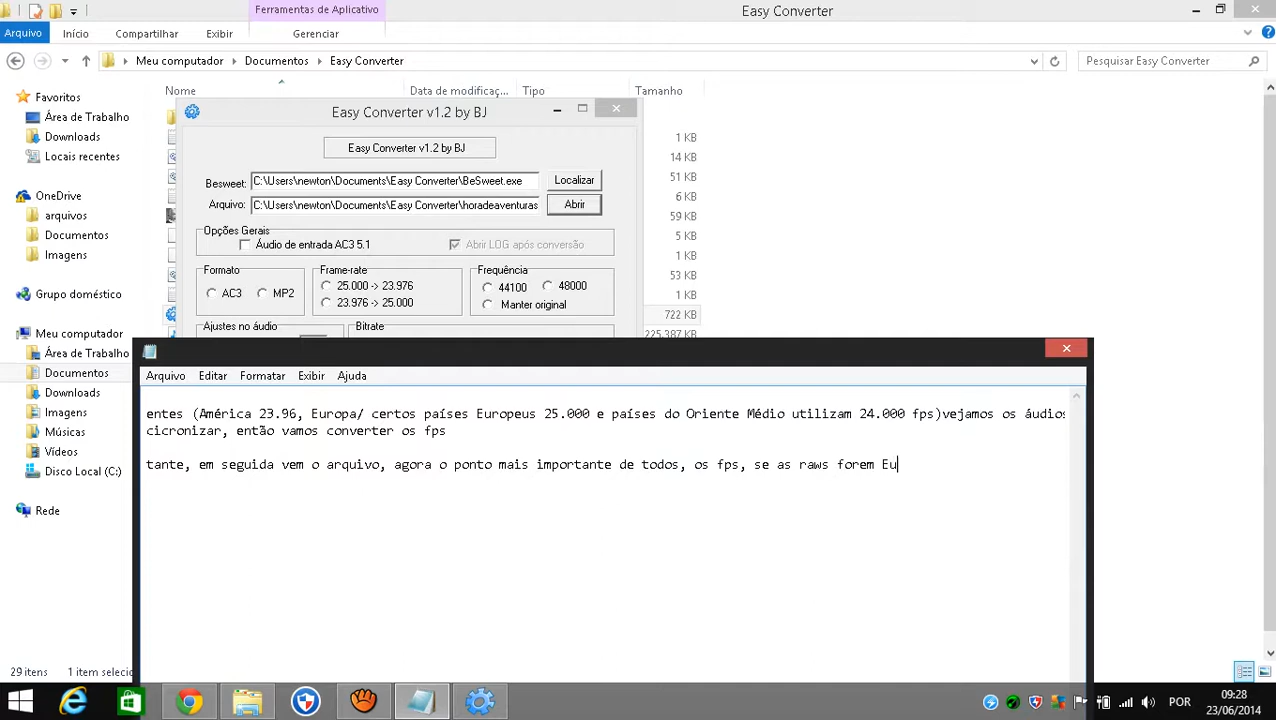 Ferramentas de Aplicativo
Easy Converter
Arquivo Início Compartilhar Exibir Gerenciar
Meu computador Documentos Easy Converter
Pesquisar Easy Converter
Nome Data de modificaç... Tipo Tamanho
Favoritos
Área de Trabalho
Downloads
Locais recentes
OneDrive
arquivos
Documentos
Imagens
Grupo doméstico
Meu computador
Área de Trabalho
Documentos
Downloads
Imagens
Músicas
Vídeos
Disco Local (C:)
Rede
1 KB
14 KB
51 KB
6 KB
59 KB
5 KB
1 KB
53 KB
1 KB
722 KB
225.387 KB
Easy Converter v1.2 by BJ
Easy Converter v1.2 by BJ
Besweet: C:\Users\newton\Documents\Easy Converter\BeSweet.exe Localizar
Arquivo: C:\Users\newton\Documents\Easy Converter\horadeaventuras Abrir
Opções Gerais
Áudio de entrada AC3 5.1 Abrir LOG após conversão
Formato
AC3 MP2
Frame-rate
25.000 -> 23.976
23.976 -> 25.000
Frequência
44100 48000
Manter original
Ajustes no áudio Bitrate
Arquivo Editar Formatar Exibir Ajuda
entes (América 23.96, Europa/ certos países Europeus 25.000 e países do Oriente Médio utilizam 24.000 fps)vejamos os áudios
cicronizar, então vamos converter os fps
tante, em seguida vem o arquivo, agora o ponto mais importante de todos, os fps, se as raws forem Eu
29 itens 1 item selecio
POR
09:28
23/06/2014